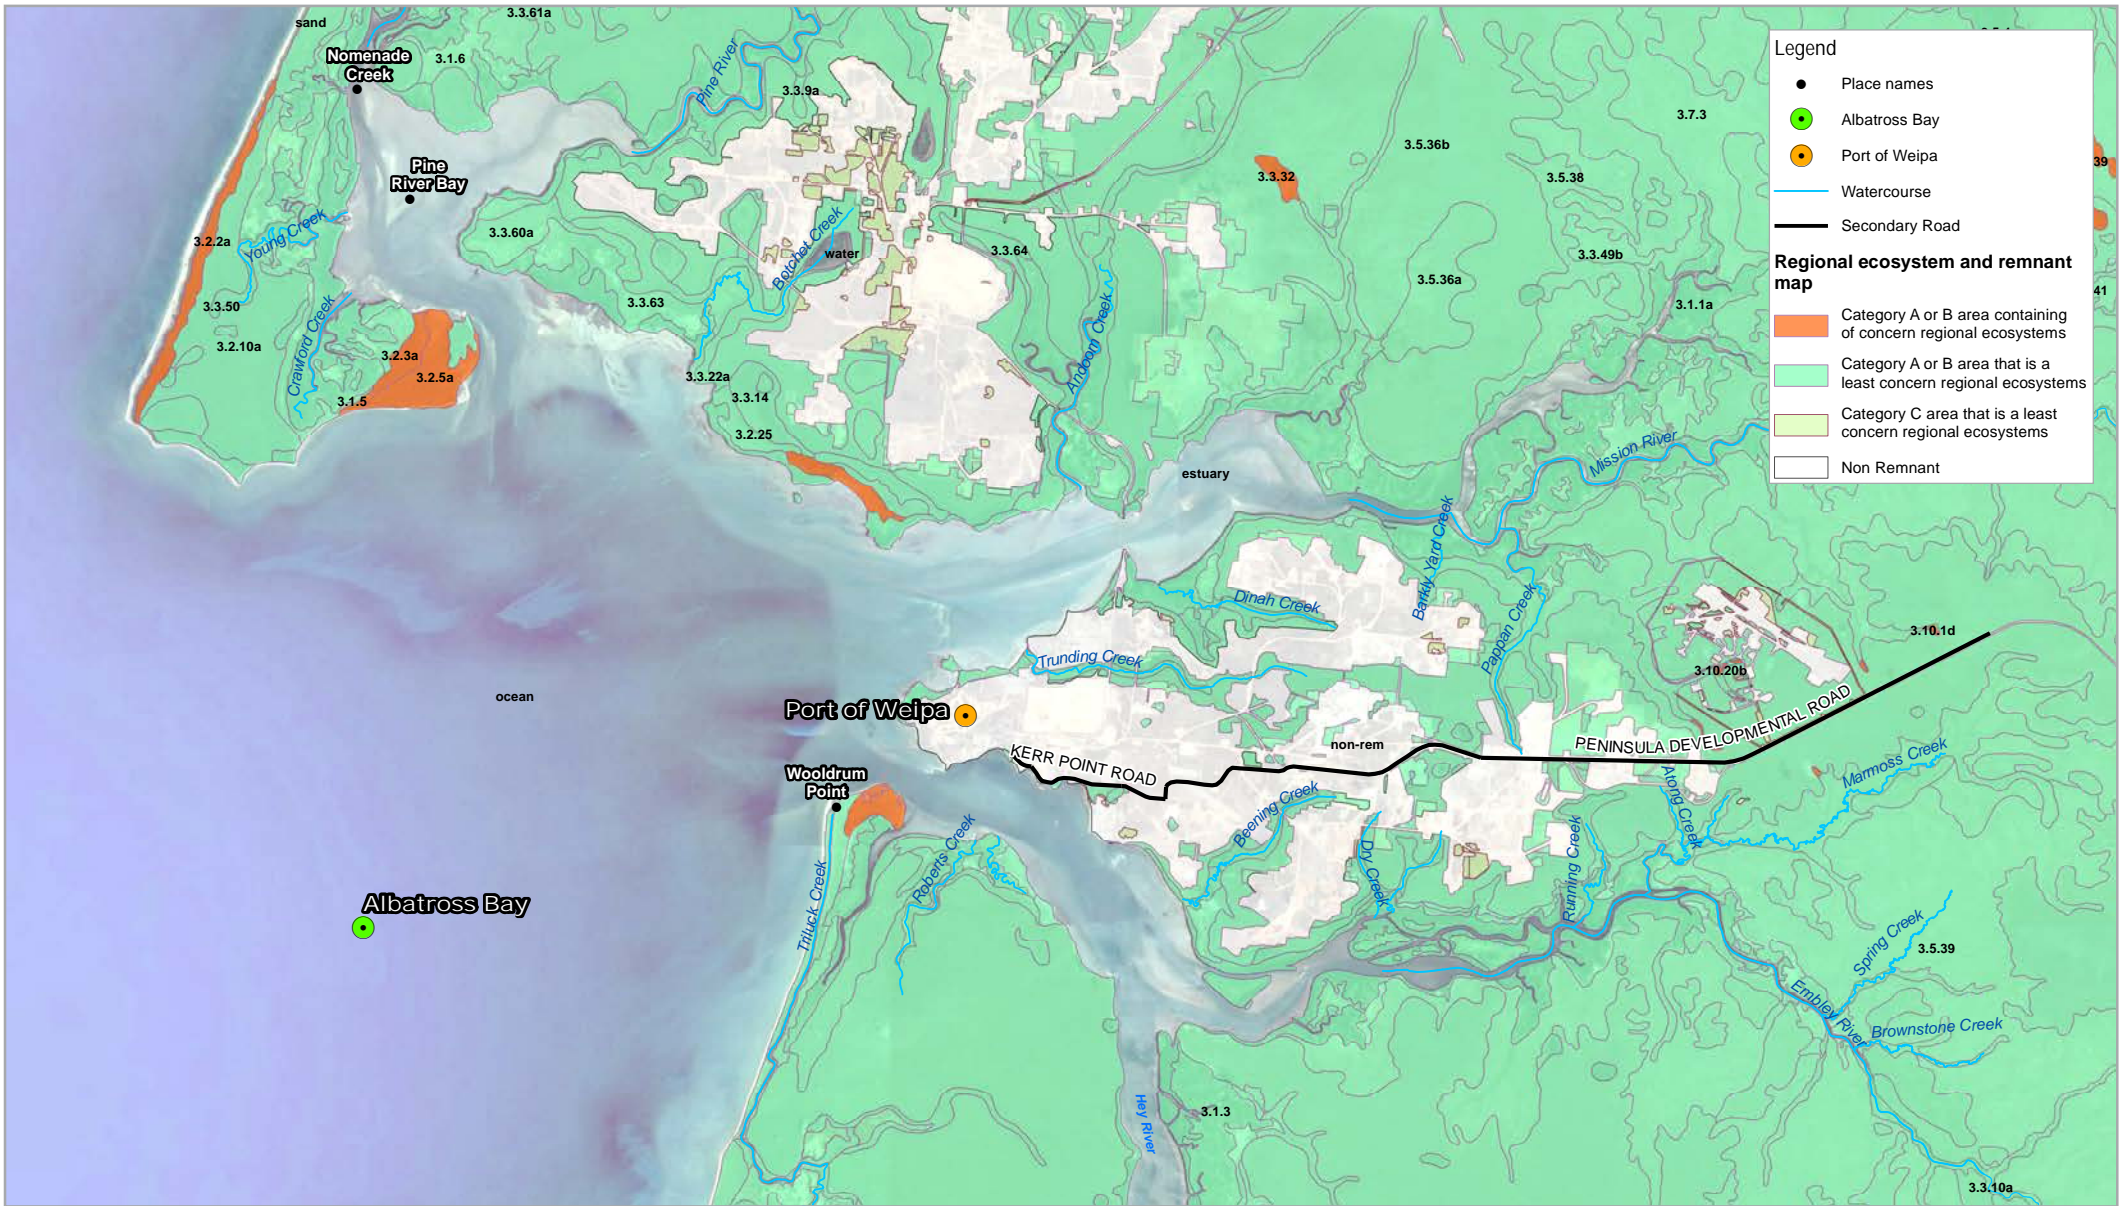 sand
3.3.61a
Nomenade
Creek
3.1.6
Pine River
3.3.9a
Pine
River Bay
3.2.2a
Young Creek
3.3.60a
Botchet Creek
water
3.3.64
3.3.32
3.5.36b
3.7.3
3.5.38
3.3.49b
3.5.36a
3.1.1a
39
41
3.3.50
3.3.63
3.2.10a
Crawford Creek
3.2.3a
3.2.5a
3.1.5
3.3.22a
3.3.14
3.2.25
Andoom Creek
estuary
Mission River
Barkly Yard Creek
Dinah Creek
Pappan Creek
Trunding Creek
3.10.1d
3.10.20b
ocean
Port of Weipa
KERR POINT ROAD
non-rem
PENINSULA DEVELOPMENTAL ROAD
Wooldrum
Point
Beening Creek
Atong Creek
Marmoss Creek
Roberts Creek
Dry Creek
Running Creek
Triluck Creek
Albatross Bay
Spring Creek
3.5.39
Embley River
Brownstone Creek
Hey River
3.1.3
3.3.10a
Legend
Place names
Albatross Bay
Port of Weipa
Watercourse
Secondary Road
Regional ecosystem and remnant
map
Category A or B area containing
of concern regional ecosystems
Category A or B area that is a
least concern regional ecosystems
Category C area that is a least
concern regional ecosystems
Non Remnant